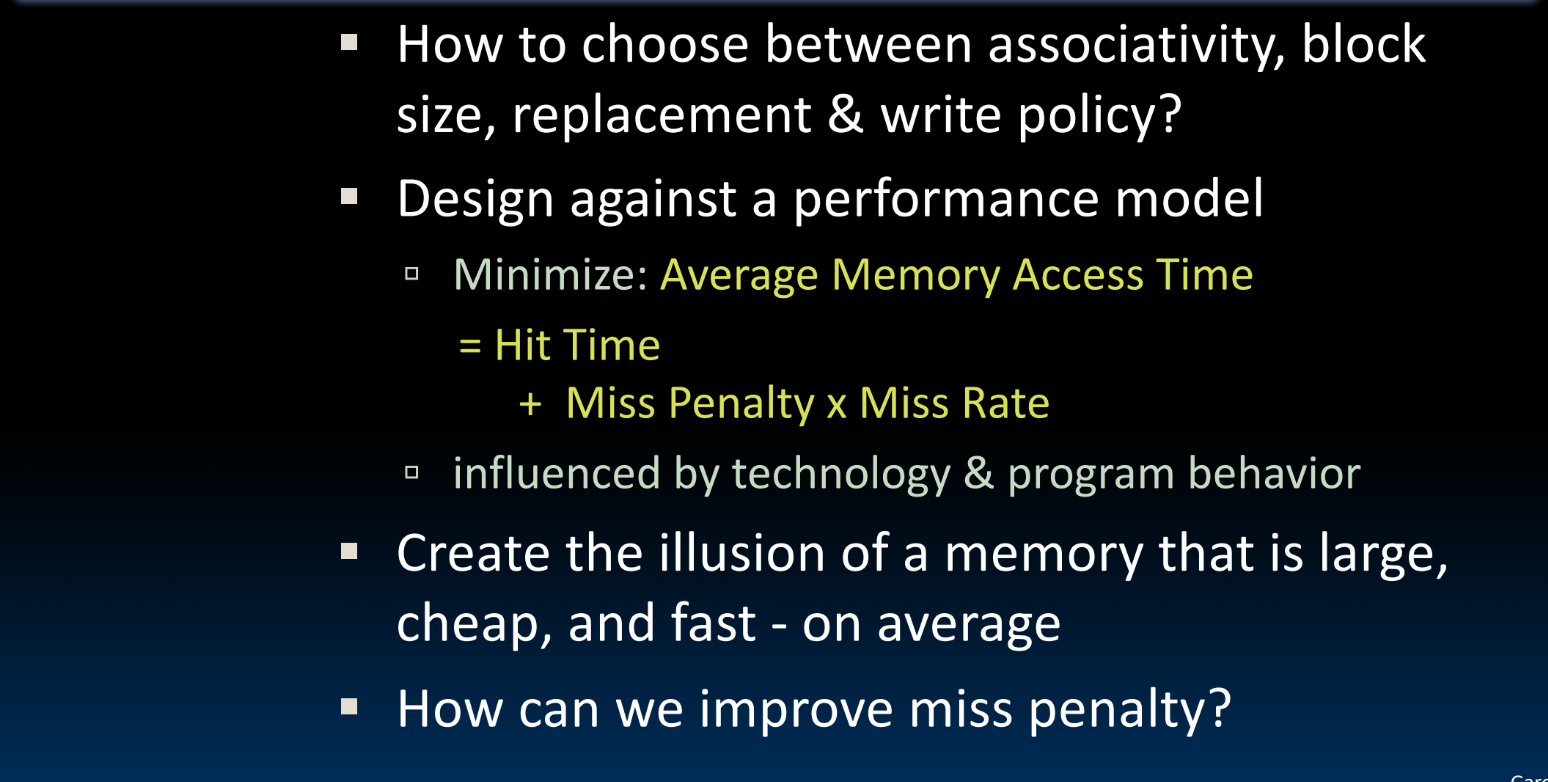 How to choose between associativity, block
size, replacement & write policy?
Design against a performance model
Minimize: Average Memory Access Time
= Hit Time
+ Miss Penalty x Miss Rate
influenced by technology & program behavior
Create the illusion of a memory that is large,
cheap, and fast - on average
How can we improve miss penalty?